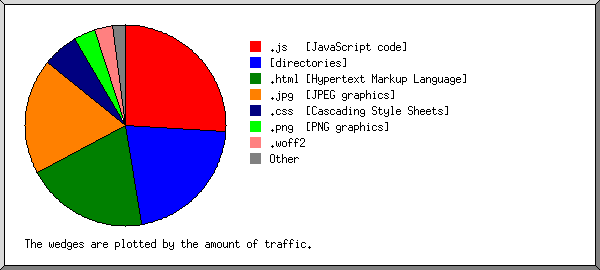 .js [JavaScript code]
[directories]
.html [Hypertext Markup Language]
.jpg [JPEG graphics]
.css [Cascading Style Sheets]
.png [PNG graphics]
.woff2
Other
The wedges are plotted by the amount of traffic.